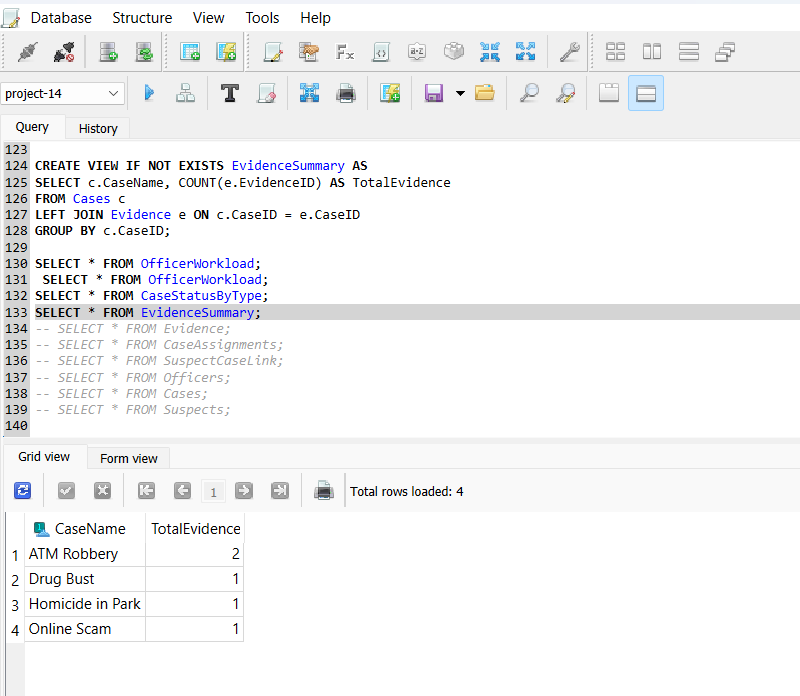 Database Structure View Tools Help
Fx a-z
project-14
T
Query History
123
124 CREATE VIEW IF NOT EXISTS EvidenceSummary AS
125 SELECT c.CaseName, COUNT(e.EvidenceID) AS TotalEvidence
126 FROM Cases c
127 LEFT JOIN Evidence e ON c.CaseID = e.CaseID
128 GROUP BY c.CaseID;
129
130 SELECT * FROM OfficerWorkload;
131  SELECT * FROM OfficerWorkload;
132 SELECT * FROM CaseStatusByType;
133 SELECT * FROM EvidenceSummary;
134 -- SELECT * FROM Evidence;
135 -- SELECT * FROM CaseAssignments;
136 -- SELECT * FROM SuspectCaseLink;
137 -- SELECT * FROM Officers;
138 -- SELECT * FROM Cases;
139 -- SELECT * FROM Suspects;
140
Grid view Form view
1 Total rows loaded: 4
CaseName TotalEvidence
1 ATM Robbery 2
2 Drug Bust 1
3 Homicide in Park 1
4 Online Scam 1